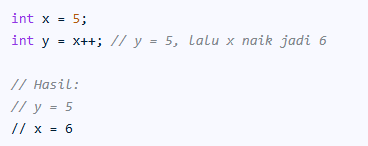 int x = 5;
int y = x++; // y = 5, lalu x naik jadi 6
// Hasil:
// y = 5
// x = 6